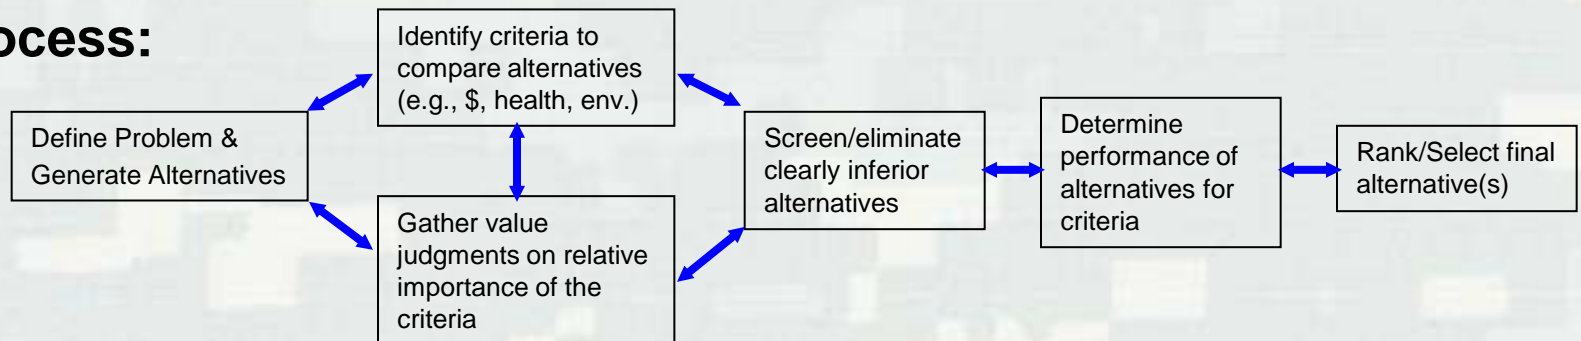 ocess:
Define Problem &
Generate Alternatives
Identify criteria to
compare alternatives
(e.g., $, health, env.)
Gather value
judgments on relative
importance of the
criteria
Screen/eliminate
clearly inferior
alternatives
Determine
performance of
alternatives for
criteria
Rank/Select final
alternative(s)